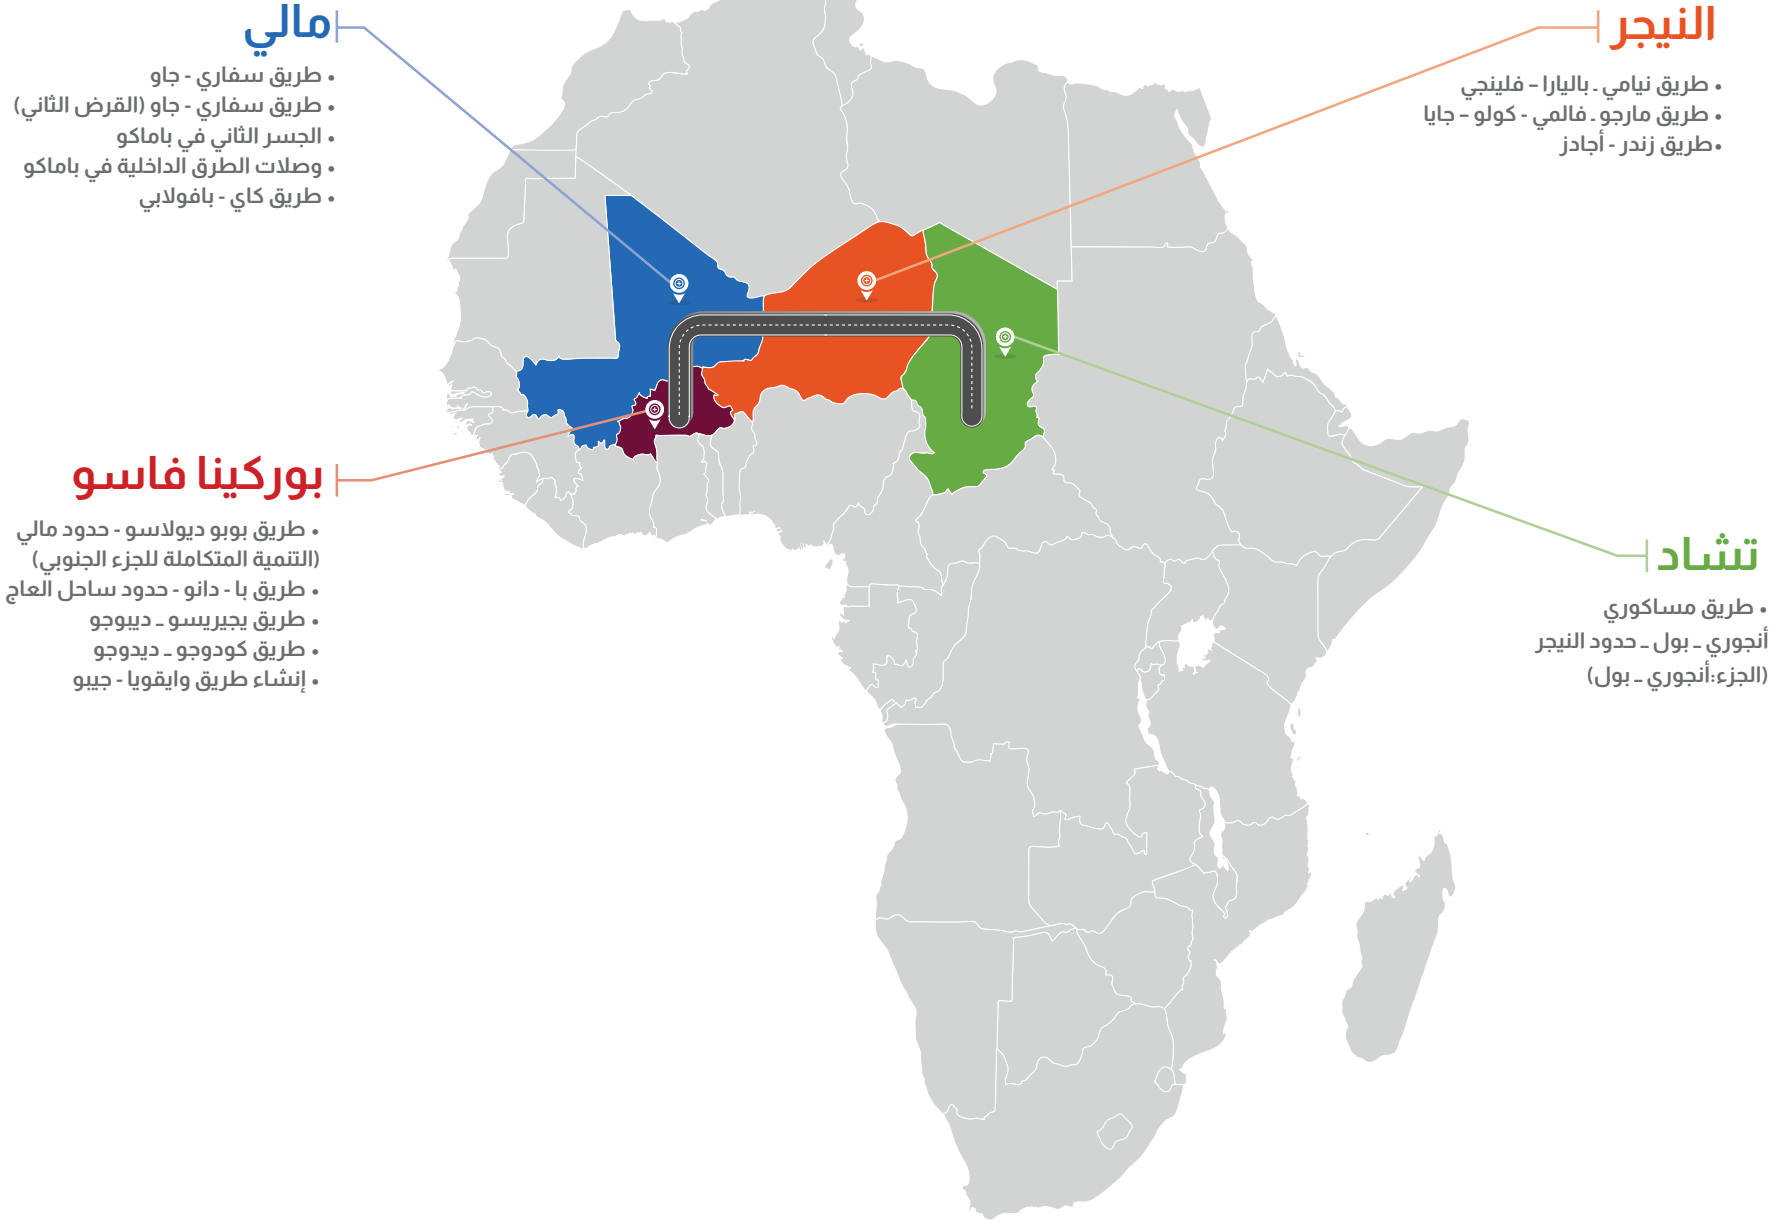 النيجر
• طريق نيامي ـ باليارا – فلينجي
• طريق مارجو ـ فالمي - كولو – جايا
•طريق زندر - أجادز
مالي
• طريق سفاري - جاو
• طريق سفاري - جاو (القرض الثاني)
• الجسر الثاني في باماكو
• وصلات الطرق الداخلية في باماكو
• طريق كاي - بافولابي
تشاد
• طريق مساكوري
أنجوري ـ بول ـ حدود النيجر
(الجزء:أنجوري ـ بول)
بوركينا فاسو
• طريق بوبو ديولاسو - حدود مالي
(التنمية المتكاملة للجزء الجنوبي)
• طريق با - دانو - حدود ساحل العاج
• طريق يجيريسو ـ ديبوجو
• طريق كودوجو ـ ديدوجو
• إنشاء طريق وايقويا - جيبو